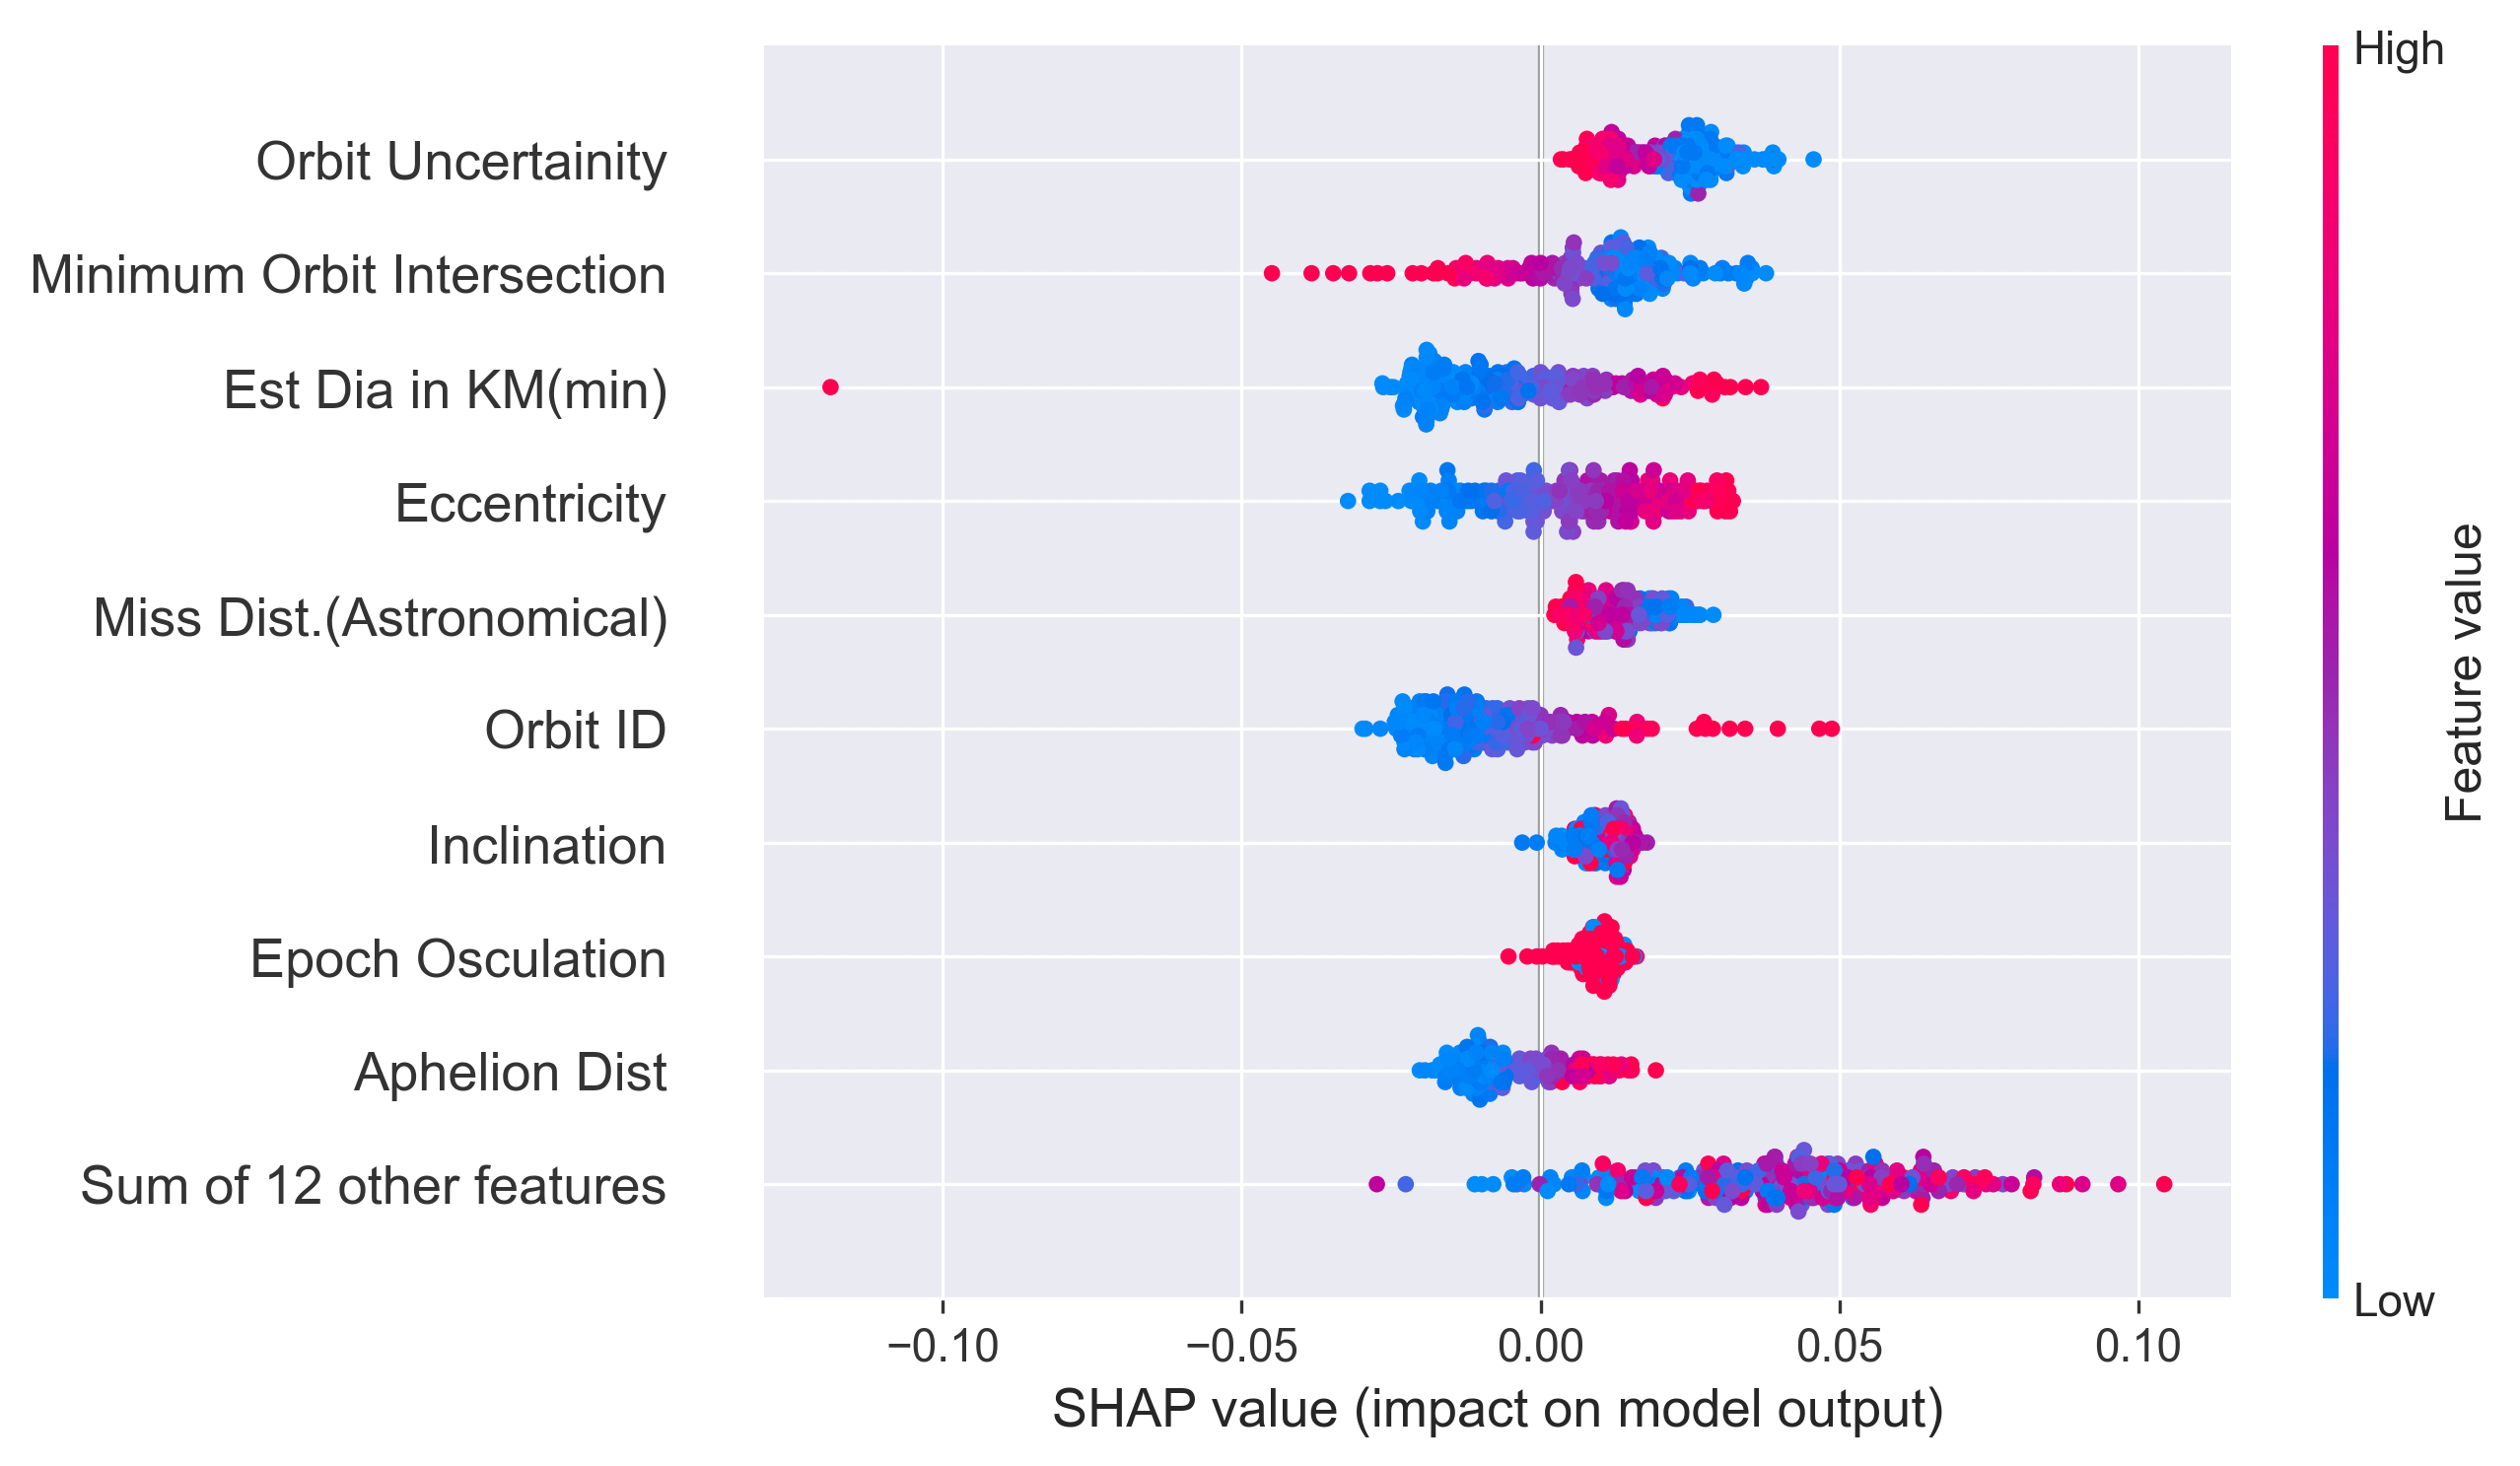 High
Orbit Uncertainity
Minimum Orbit Intersection
Est Dia in KM(min)
Eccentricity
Miss Dist.(Astronomical)
Orbit ID
Inclination
Epoch Osculation
Aphelion Dist
Sum of 12 other features
Feature value
Low
−0.10 −0.05 0.00 0.05 0.10
SHAP value (impact on model output)